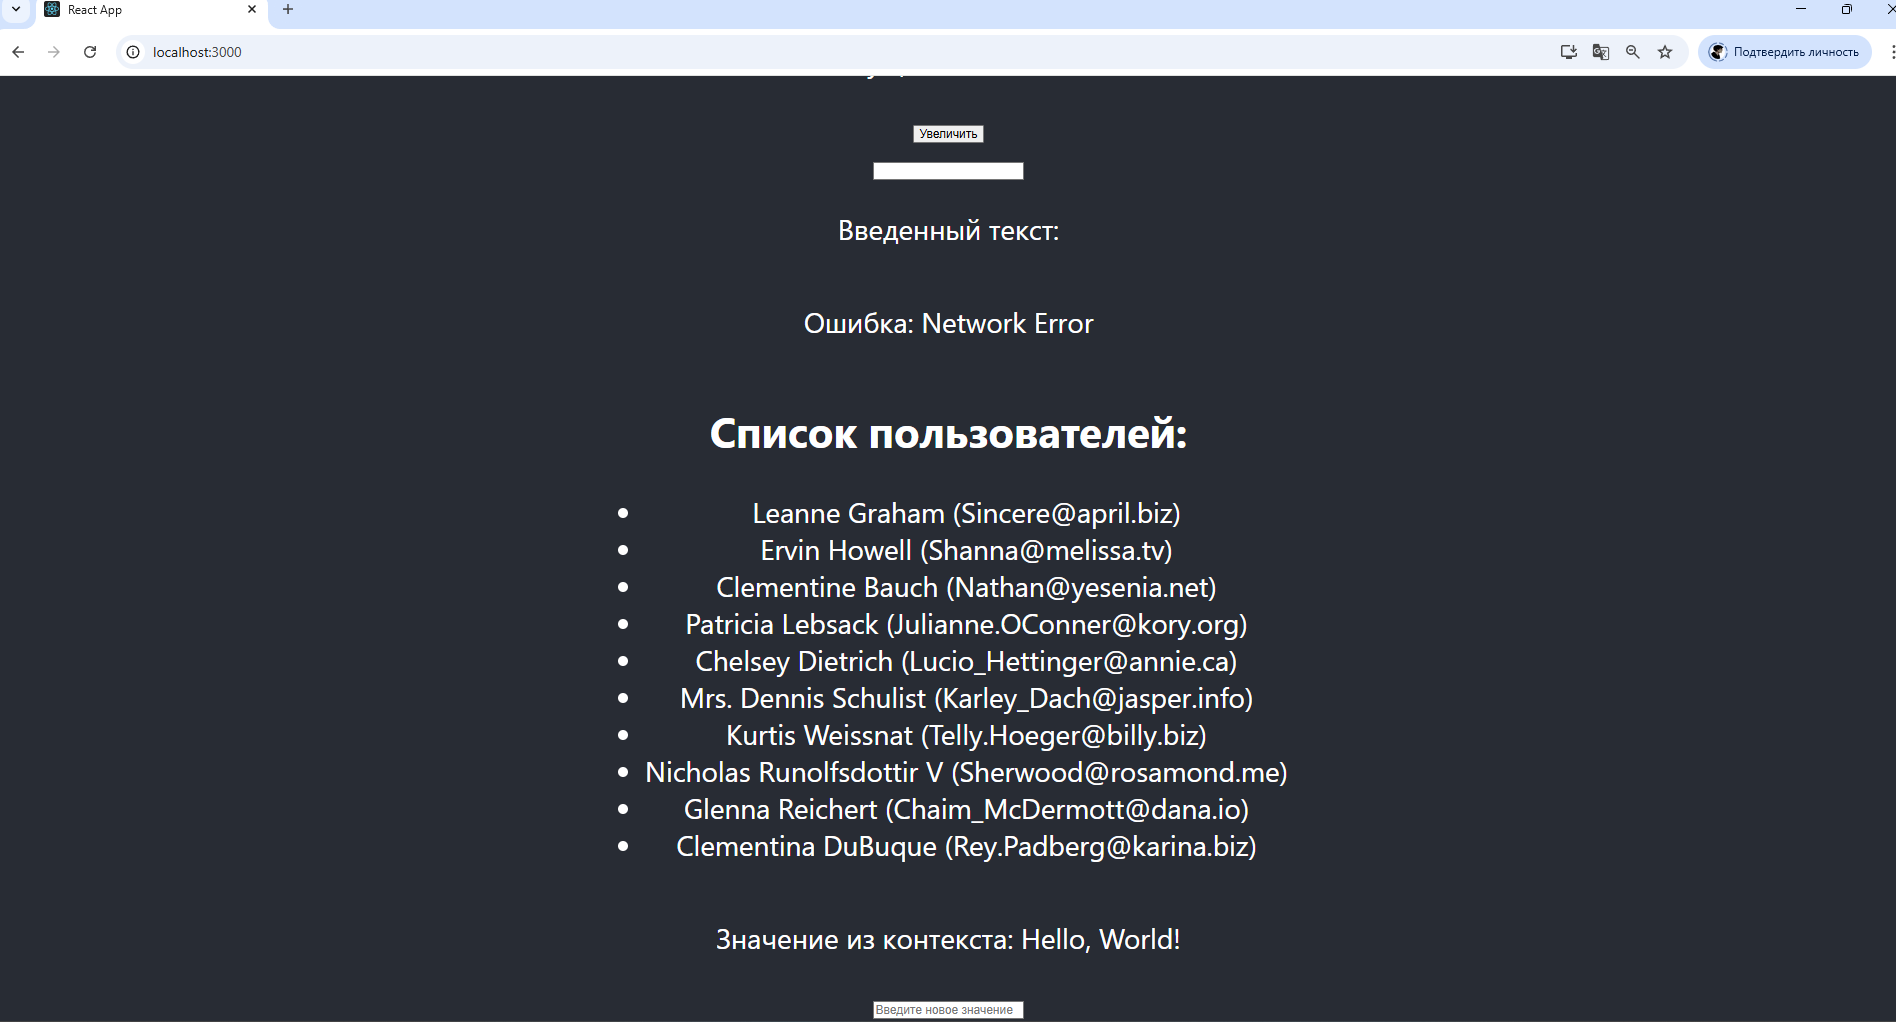 React App
localhost:3000
Подтвердить личность
Увеличить
Введенный текст:
Ошибка: Network Error
Список пользователей:
Leanne Graham (Sincere@april.biz)
Ervin Howell (Shanna@melissa.tv)
Clementine Bauch (Nathan@yesenia.net)
Patricia Lebsack (Julianne.OConner@kory.org)
Chelsey Dietrich (Lucio_Hettinger@annie.ca)
Mrs. Dennis Schulist (Karley_Dach@jasper.info)
Kurtis Weissnat (Telly.Hoeger@billy.biz)
Nicholas Runolfsdottir V (Sherwood@rosamond.me)
Glenna Reichert (Chaim_McDermott@dana.io)
Clementina DuBuque (Rey.Padberg@karina.biz)
Значение из контекста: Hello, World!
Введите новое значение